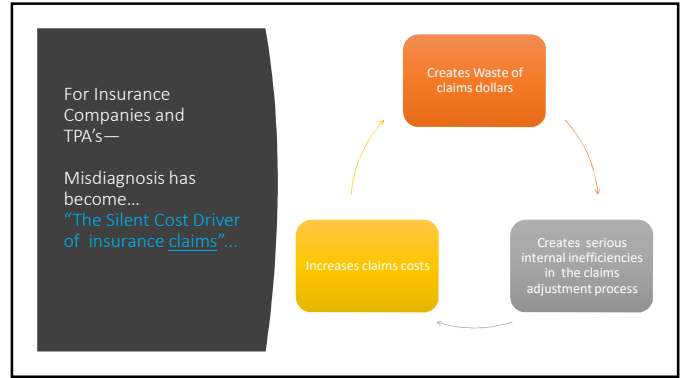 For Insurance
Companies and
TPA's—
Misdiagnosis has
become…
“The Silent Cost Driver
of insurance claims”...
Creates Waste of
claims dollars
Creates serious
internal inefficiencies
in the claims
adjustment process
Increases claims costs